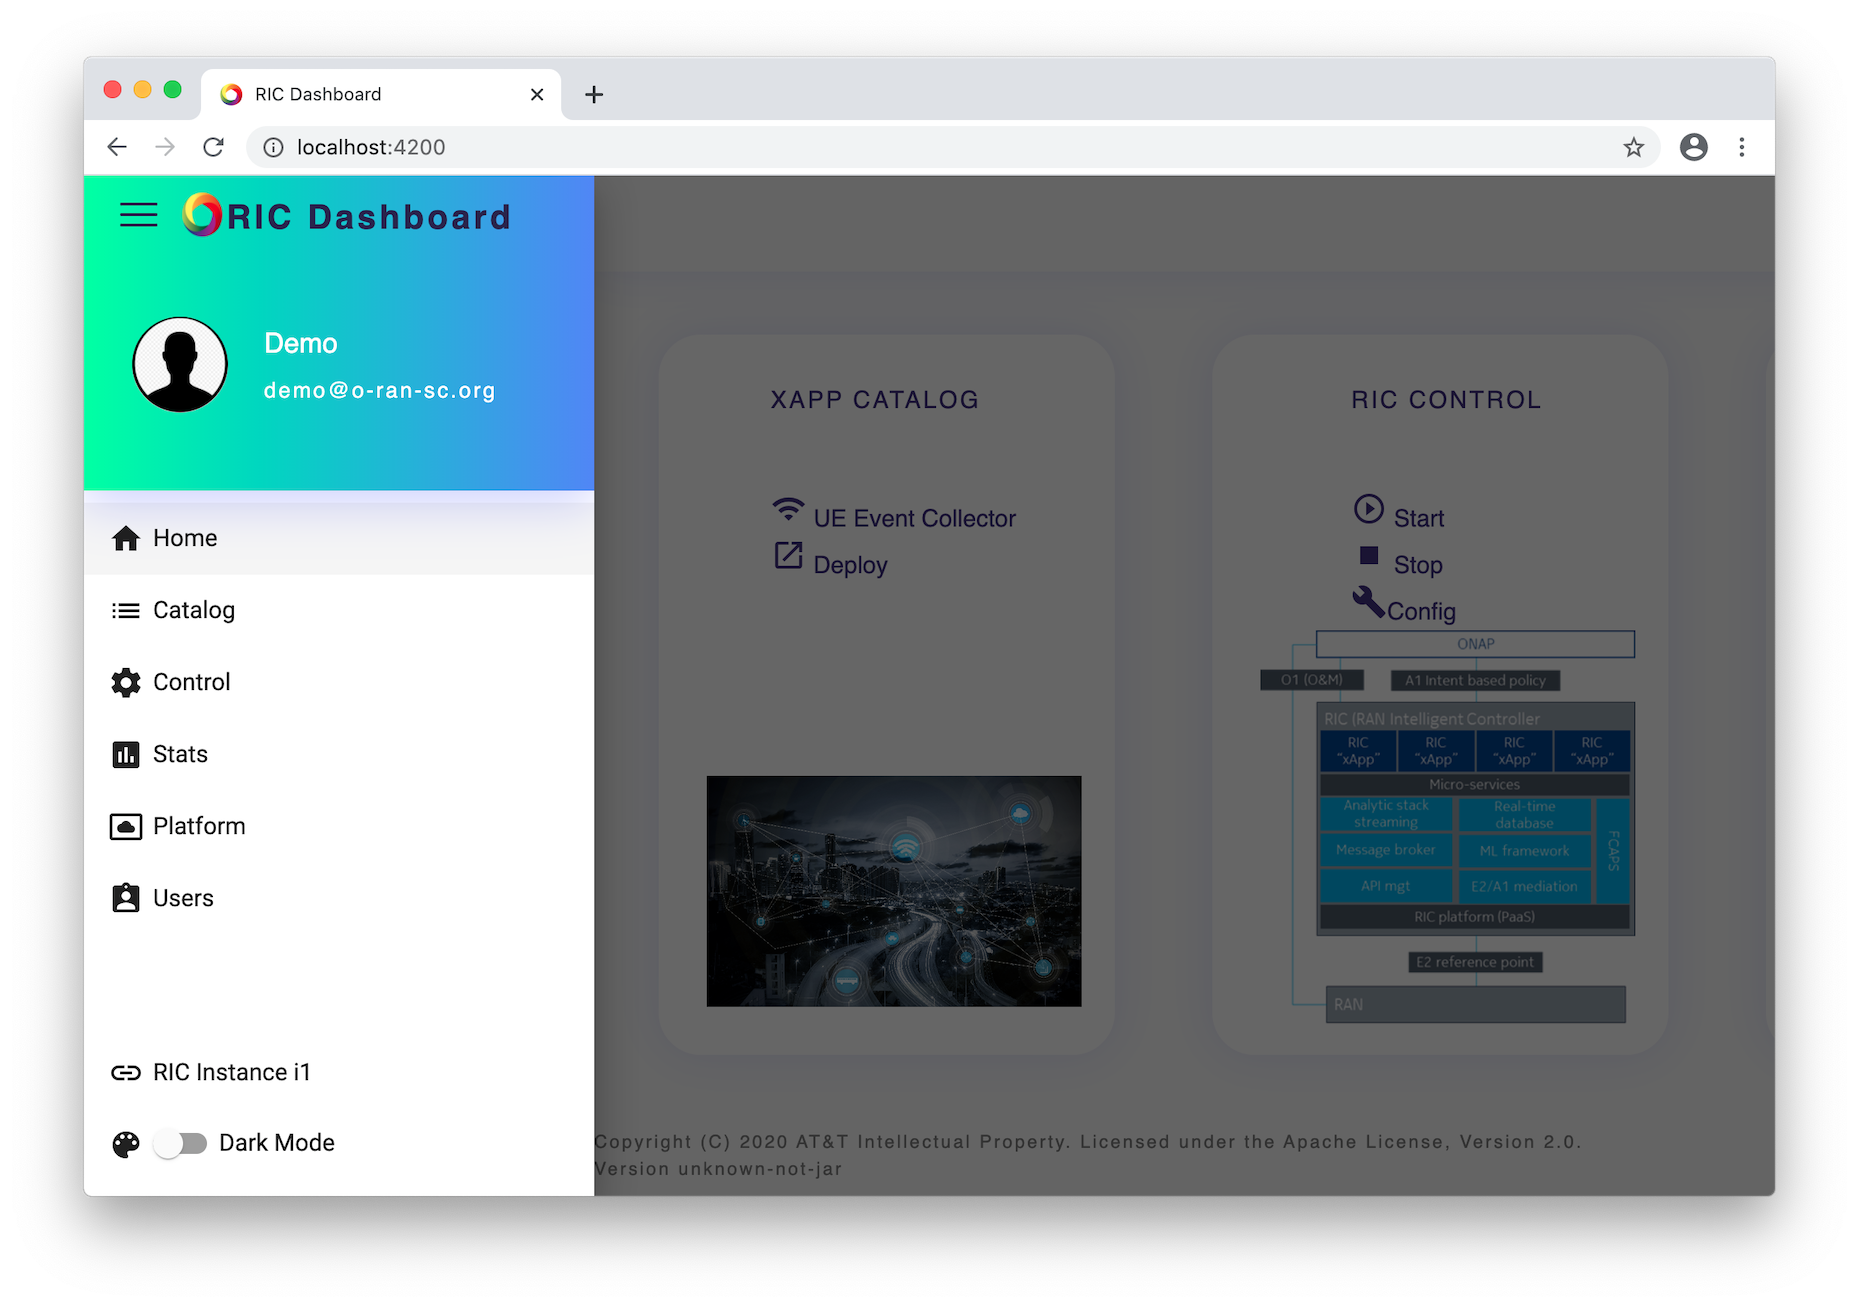 RIC Dashboard
localhost:4200
RIC Dashboard
Demo
demo@o-ran-sc.org
Home
Catalog
Control
Stats
Platform
Users
RIC Instance i1
Dark Mode
XAPP CATALOG
UE Event Collector
Deploy
RIC CONTROL
Start
Stop
Config
ONAP
O1 (O&M)
A1 Intent based policy
RIC (RAN Intelligent Controller
RIC RIC RIC RIC
“xApp” “xApp” “xApp” “xApp”
Micro-services
Analytic stack
streaming
Real-time
database
Message broker
ML framework
API mgt
E2/A1 mediation
FCAPS
RIC platform (PaaS)
E2 reference point
RAN
Copyright (C) 2020 AT&T Intellectual Property. Licensed under the Apache License, Version 2.0.
Version unknown-not-jar